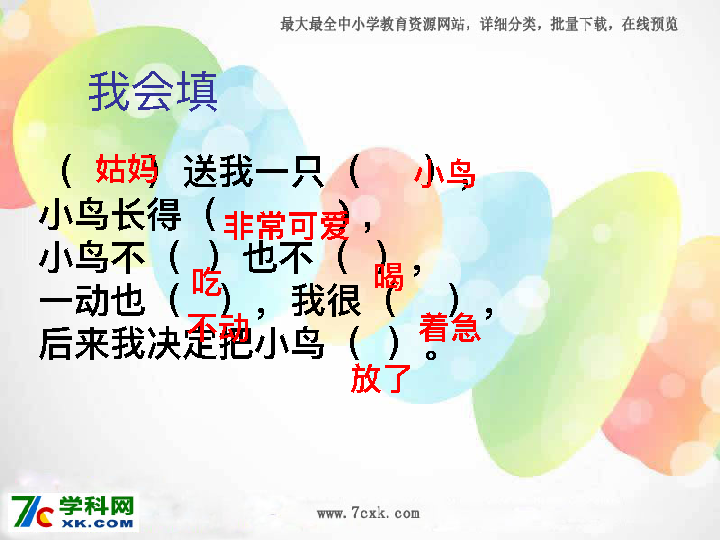 最大最全中小学教育资源网站，详细分类，批量下载，在线预览
我会填
（ 姑妈 ）送我一只（ 小鸟 ），
小鸟长得（ 非常可爱 ），
小鸟不（ 吃 ）也不（ 喝 ），
一动也（ 不动 ），我很（ 着急 ），
后来我决定把小鸟（ 放了 ）。
7c 学科网
XK.COM
www.7cxk.com